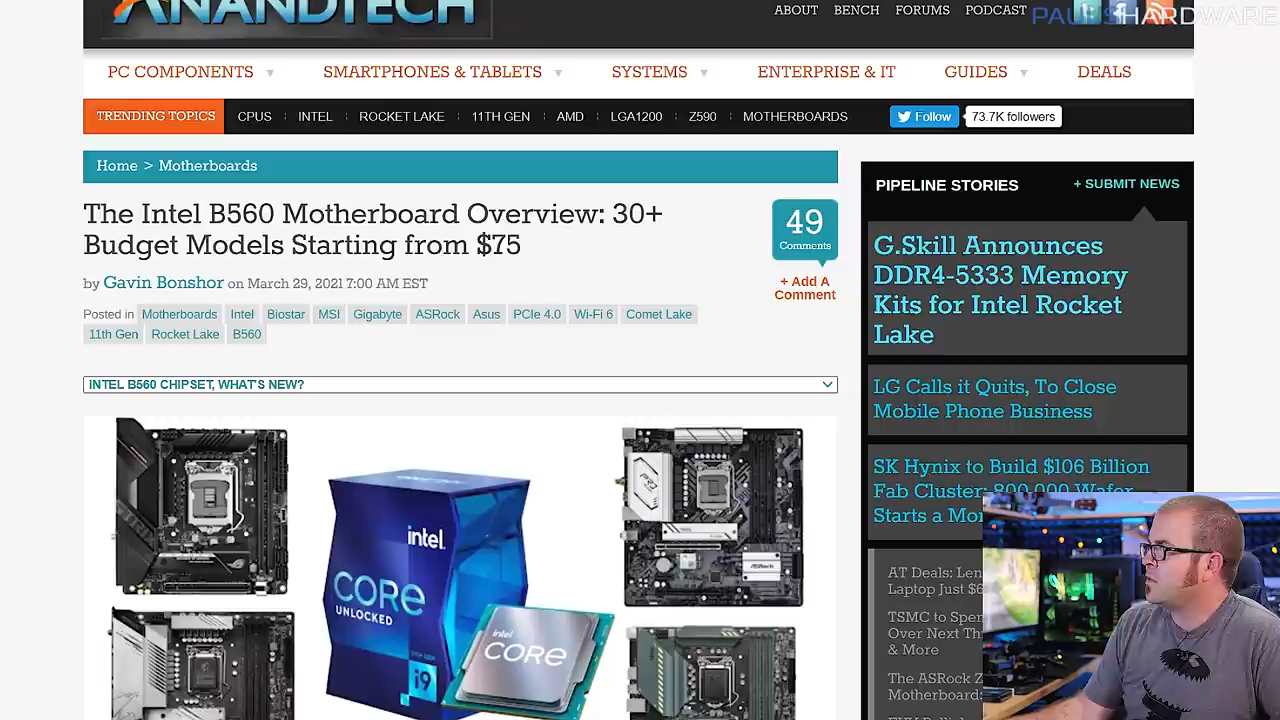 ANANDTECH
ABOUT BENCH FORUMS PODCAST
PAUL'S HARDWARE
PC COMPONENTS SMARTPHONES & TABLETS SYSTEMS ENTERPRISE & IT GUIDES DEALS
TRENDING TOPICS CPUS INTEL ROCKET LAKE 11TH GEN AMD LGA1200 Z590 MOTHERBOARDS Follow 73.7K followers
Home > Motherboards
The Intel B560 Motherboard Overview: 30+
Budget Models Starting from $75
by Gavin Bonshor on March 29, 2021 7:00 AM EST
49
Comments
+ Add A
Comment
Posted in Motherboards Intel Biostar MSI Gigabyte ASRock Asus PCIe 4.0 Wi-Fi 6 Comet Lake
11th Gen Rocket Lake B560
INTEL B560 CHIPSET, WHAT'S NEW?
intel.
CORE
UNLOCKED
i9
intel
CORE
PIPELINE STORIES + SUBMIT NEWS
G.Skill Announces
DDR4-5333 Memory
Kits for Intel Rocket
Lake
LG Calls it Quits, To Close
Mobile Phone Business
SK Hynix to Build $106 Billion
Fab Cluster: 800,000 Wafer
Starts a
AT Deals:
Laptop Just
TSMC to
Over Next
& More
The ASRock